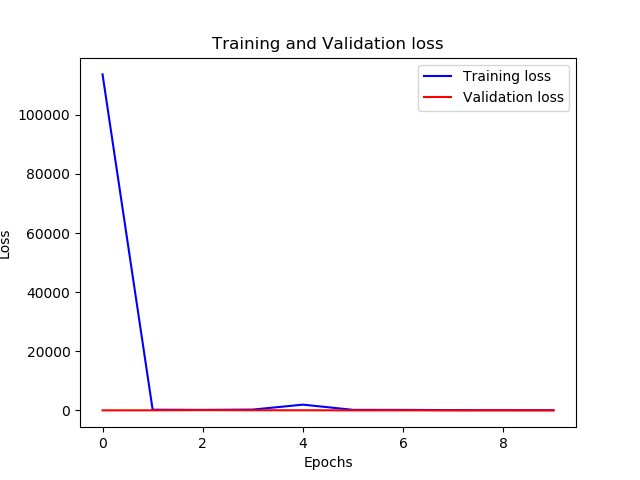 Training and Validation loss
Training loss
Validation loss
100000
80000
60000
40000
20000
0
Loss
0 2 4 6 8
Epochs